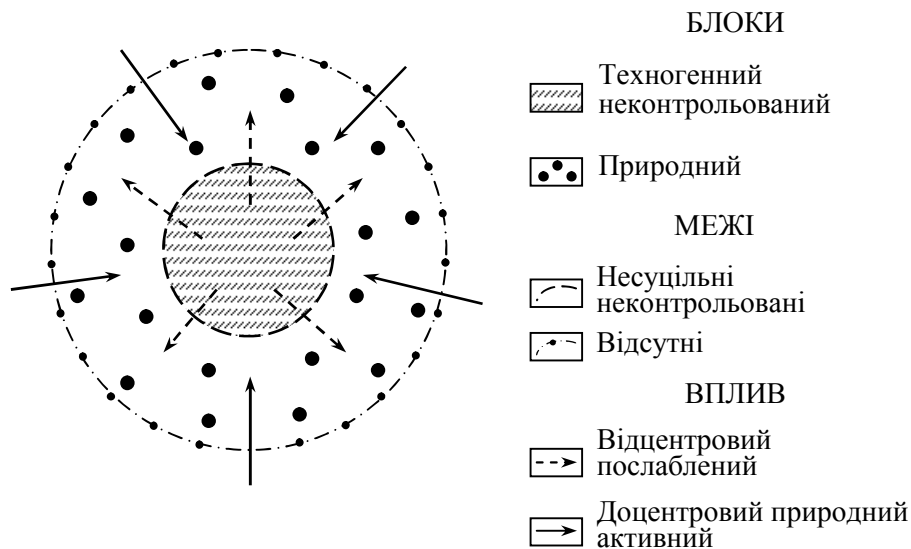 БЛОКИ
Техногенний
неконтрольований
Природний
МЕЖІ
Несуцільні
неконтрольовані
Відсутні
ВПЛИВ
Відцентровий
послаблений
Доцентровий природний
активний